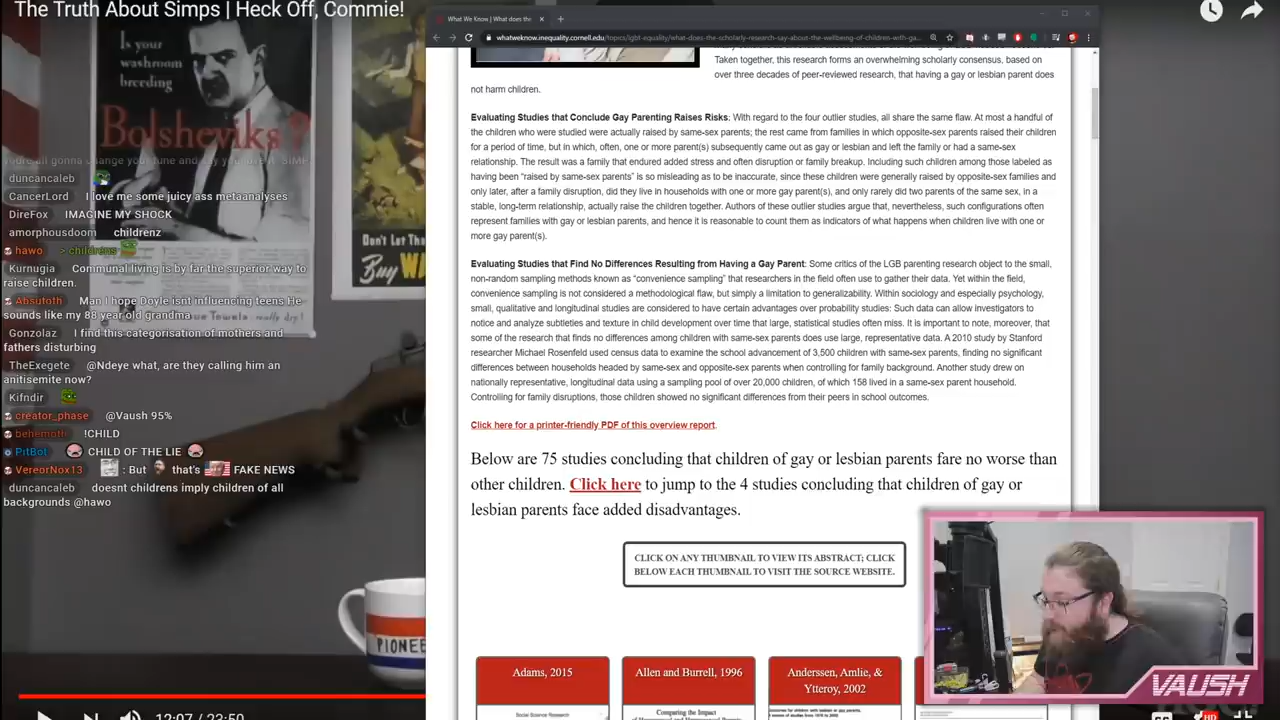 The Truth About Simps | Heck Off, Commie!
What We Know | What does the
whatweknow.inequality.cornell.edu/topics/lgbt-equality/what-does-the-scholarly-research-say-about-the-wellbeing-of-children-with-ga...
Is your
washroom
breeding
Bolsheviks?
duncancaleb
CancerLord I love me some juicy ass metaanalyses
DireFox IMAGINE MY SHOCK
amorphousdom childrenz
hawo > childrens
Kurnugia Communal living is by far the superior way to
raise children.
Absutoth Man I hope Doyle isnt influencing teens He
sounds like my 88 year old grandma
Gonzolaz I find this categorisation of mothers and
fathers disturbing
TheExegete @Ndeye what, are they calling him an
antisemite now?
Kifndir
creator_phase @Vaush 95%
behemoth !CHILD
PitBot CHILD OF THE LIE
VereorNox13 : But that's FAKE NEWS
duncancaleb doesnt childrens imply children of all
backgrounds @hawo
Don't Let
Buy
PIONEE
12:07 / 23:50
Taken together, this research forms an overwhelming scholarly consensus, based on
over three decades of peer-reviewed research, that having a gay or lesbian parent does
not harm children.
Evaluating Studies that Conclude Gay Parenting Raises Risks: With regard to the four outlier studies, all share the same flaw. At most a handful of
the children who were studied were actually raised by same-sex parents; the rest came from families in which opposite-sex parents raised their children
for a period of time, but in which, often, one or more parent(s) subsequently came out as gay or lesbian and left the family or had a same-sex
relationship. The result was a family that endured added stress and often disruption or family breakup. Including such children among those labeled as
having been “raised by same-sex parents” is so misleading as to be inaccurate, since these children were generally raised by opposite-sex families and
only later, after a family disruption, did they live in households with one or more gay parent(s), and only rarely did two parents of the same sex, in a
stable, long-term relationship, actually raise the children together. Authors of these outlier studies argue that, nevertheless, such configurations often
represent families with gay or lesbian parents, and hence it is reasonable to count them as indicators of what happens when children live with one or
more gay parent(s).
Evaluating Studies that Find No Differences Resulting from Having a Gay Parent: Some critics of the LGB parenting research object to the small,
non-random sampling methods known as “convenience sampling” that researchers in the field often use to gather their data. Yet within the field,
convenience sampling is not considered a methodological flaw, but simply a limitation to generalizability. Within sociology and especially psychology,
small, qualitative and longitudinal studies are considered to have certain advantages over probability studies: Such data can allow investigators to
notice and analyze subtleties and texture in child development over time that large, statistical studies often miss. It is important to note, moreover, that
some of the research that finds no differences among children with same-sex parents does use large, representative data. A 2010 study by Stanford
researcher Michael Rosenfeld used census data to examine the school advancement of 3,500 children with same-sex parents, finding no significant
differences between households headed by same-sex and opposite-sex parents when controlling for family background. Another study drew on
nationally representative, longitudinal data using a sampling pool of over 20,000 children, of which 158 lived in a same-sex parent household.
Controlling for family disruptions, those children showed no significant differences from their peers in school outcomes.
Click here for a printer-friendly PDF of this overview report.
Below are 75 studies concluding that children of gay or lesbian parents fare no worse than
other children. Click here to jump to the 4 studies concluding that children of gay or
lesbian parents face added disadvantages.
CLICK ON ANY THUMBNAIL TO VIEW ITS ABSTRACT; CLICK
BELOW EACH THUMBNAIL TO VISIT THE SOURCE WEBSITE.
Adams, 2015
Social Science Research
Allen and Burrell, 1996
Comparing the Impact
Anderssen, Amlie, &
Ytteroy, 2002
VAUSH
HD